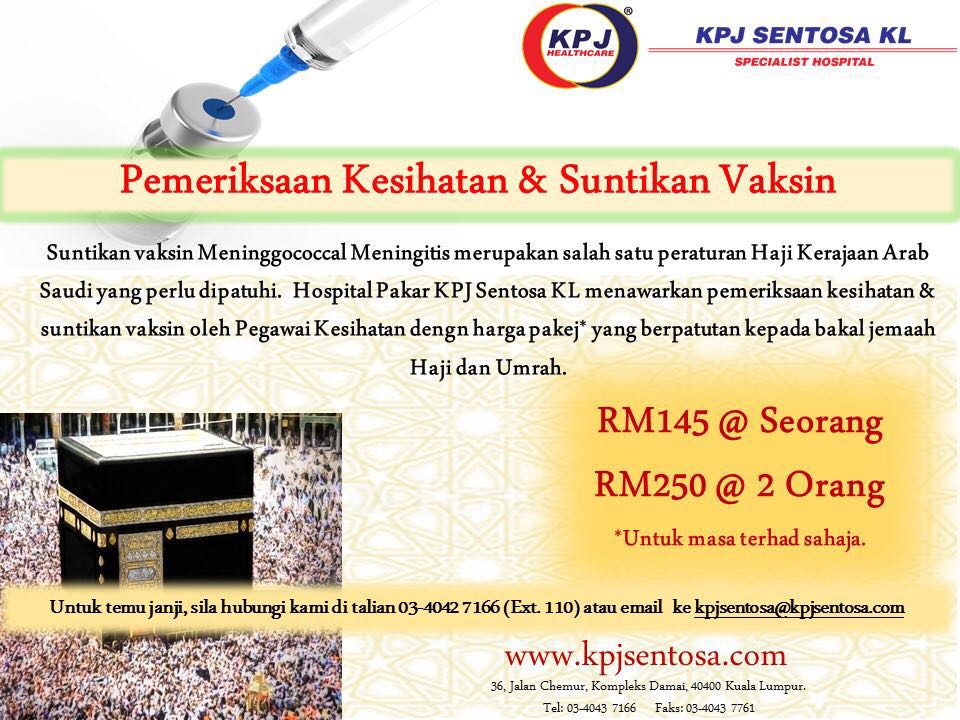 KPJ
HEALTHCARE
®
KPJ SENTOSA KL
SPECIALIST HOSPITAL
Pemeriksaan Kesihatan & Suntikan Vaksin
Suntikan vaksin Meninggococcal Meningitis merupakan salah satu peraturan Haji Kerajaan Arab
Saudi yang perlu dipatuhi. Hospital Pakar KPJ Sentosa KL menawarkan pemeriksaan kesihatan &
suntikan vaksin oleh Pegawai Kesihatan dengn harga pakej* yang berpatutan kepada bakal jemaah
Haji dan Umrah.
RM145 @ Seorang
RM250 @ 2 Orang
*Untuk masa terhad sahaja.
Untuk temu janji, sila hubungi kami di talian 03-4042 7166 (Ext. 110) atau email ke kpjsentosa@kpjsentosa.com
www.kpjsentosa.com
36, Jalan Chemur, Kompleks Damai, 40400 Kuala Lumpur.
Tel: 03-4043 7166 Faks: 03-4043 7761